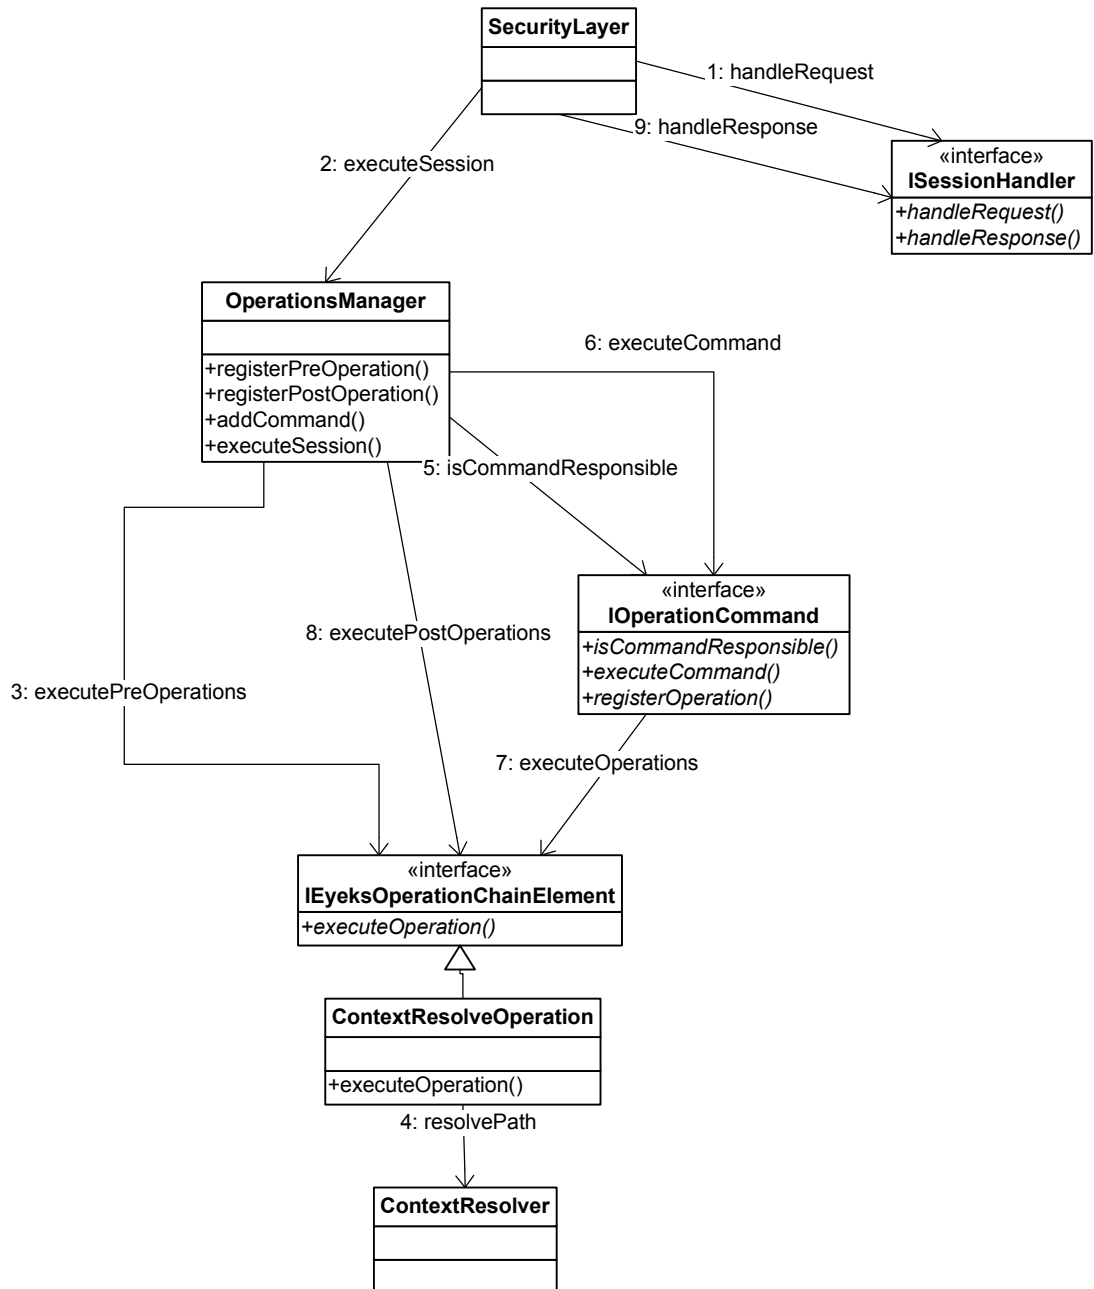 SecurityLayer
1: handleRequest
9: handleResponse
«interface»
ISessionHandler
+handleRequest()
+handleResponse()
2: executeSession
OperationsManager
+registerPreOperation()
+registerPostOperation()
+addCommand()
+executeSession()
6: executeCommand
5: isCommandResponsible
«interface»
IOperationCommand
+isCommandResponsible()
+executeCommand()
+registerOperation()
8: executePostOperations
3: executePreOperations
7: executeOperations
«interface»
IEyeksOperationChainElement
+executeOperation()
ContextResolveOperation
+executeOperation()
4: resolvePath
ContextResolver